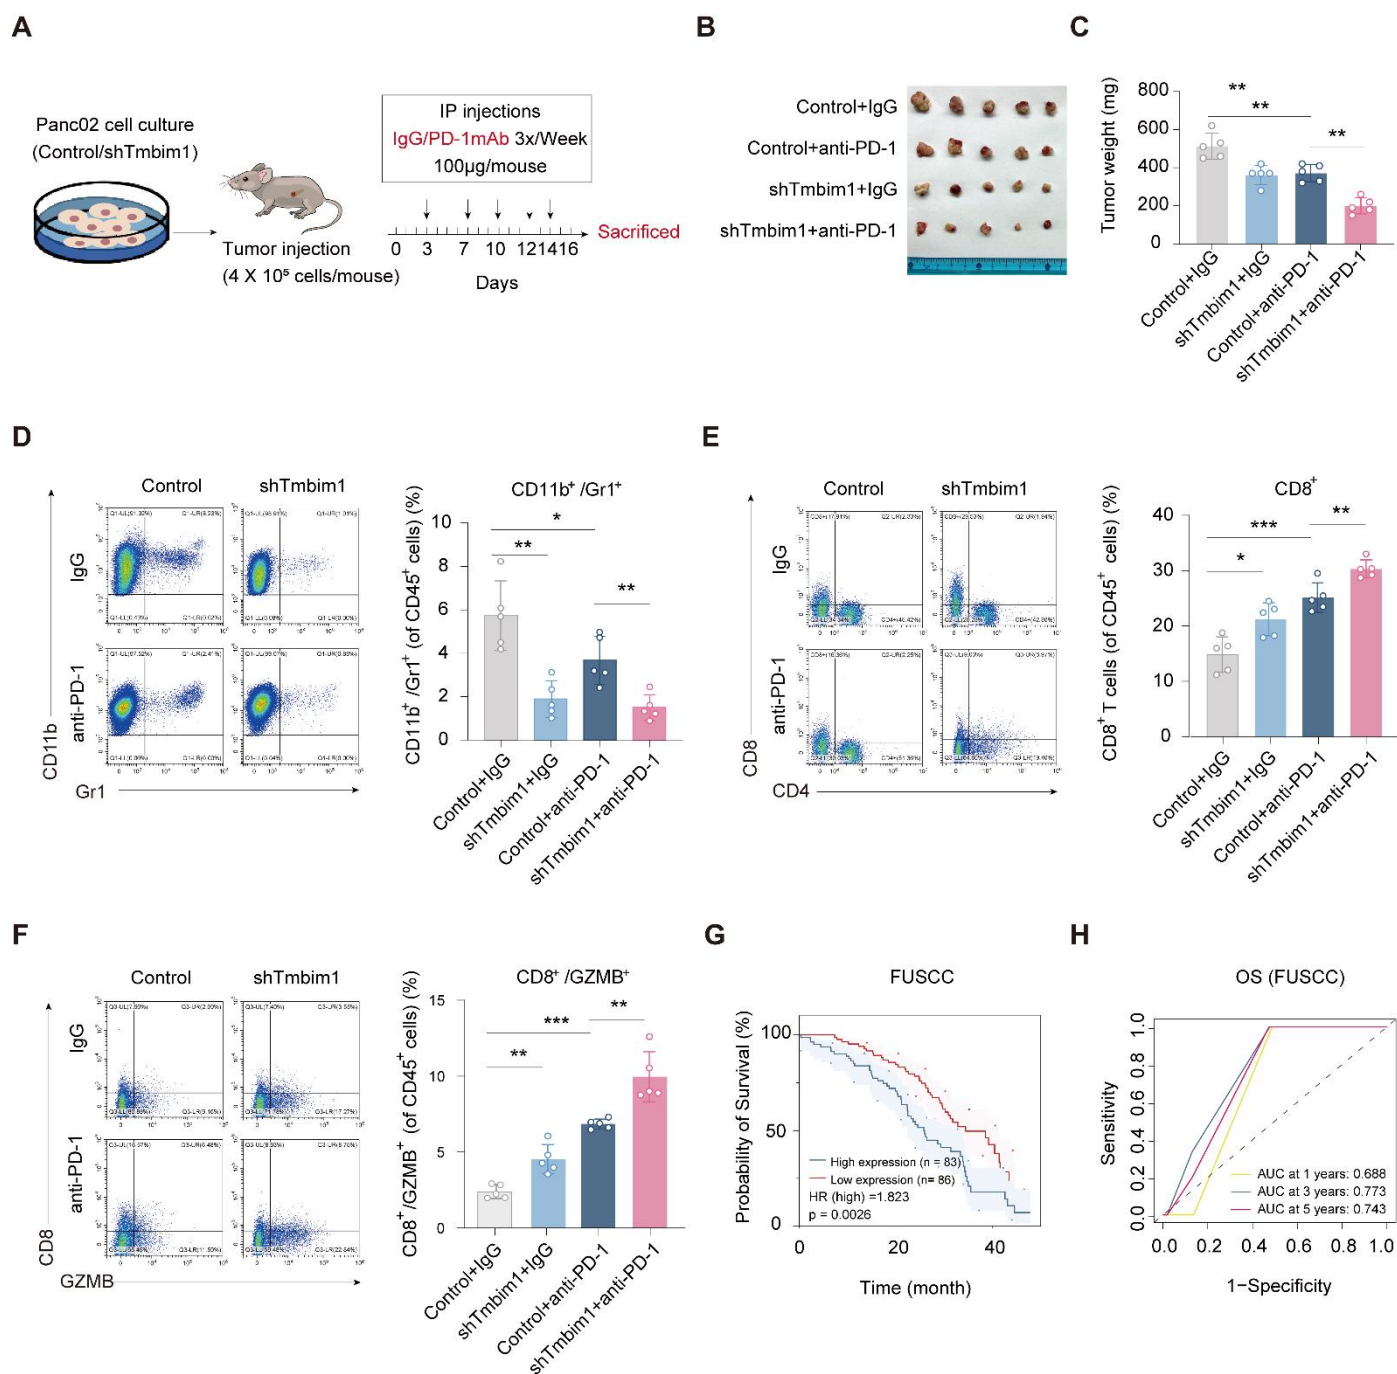 A
Panc02 cell culture
(Control/shTmbim1)
Tumor injection
(4 X 10⁵ cells/mouse)
IP injections
IgG/PD-1mAb 3x/Week
100μg/mouse
0 3 7 10 121416
Days
Sacrificed
B
Control+IgG
Control+anti-PD-1
shTmbim1+IgG
shTmbim1+anti-PD-1
C
Tumor weight (mg)
800
600
400
200
0
**
**
**
Control+IgG
shTmbim1+IgG
Control+anti-PD-1
shTmbim1+anti-PD-1
D
Control shTmbim1
IgG
anti-PD-1
CD11b
Gr1
CD11b⁺ /Gr1⁺
CD11b⁺ /Gr1⁺ (of CD45⁺ cells) (%)
10
8
6
4
2
0
*
**
**
Control+IgG
shTmbim1+IgG
Control+anti-PD-1
shTmbim1+anti-PD-1
E
Control shTmbim1
IgG
anti-PD-1
CD8
CD4
CD8⁺
CD8⁺ T cells (of CD45⁺ cells) (%)
40
30
20
10
0
***
**
*
Control+IgG
shTmbim1+IgG
Control+anti-PD-1
shTmbim1+anti-PD-1
F
Control shTmbim1
IgG
anti-PD-1
CD8
GZMB
CD8⁺ /GZMB⁺
CD8⁺ /GZMB⁺ (of CD45⁺ cells) (%)
15
10
5
0
**
***
**
Control+IgG
shTmbim1+IgG
Control+anti-PD-1
shTmbim1+anti-PD-1
G
FUSCC
Probability of Survival (%)
100
50
0
High expression (n = 83)
Low expression (n= 86)
HR (high) =1.823
p = 0.0026
0 20 40
Time (month)
H
OS (FUSCC)
Sensitivity
1.0
0.8
0.6
0.4
0.2
0.0
AUC at 1 years: 0.688
AUC at 3 years: 0.773
AUC at 5 years: 0.743
0.0 0.2 0.4 0.6 0.8 1.0
1−Specificity